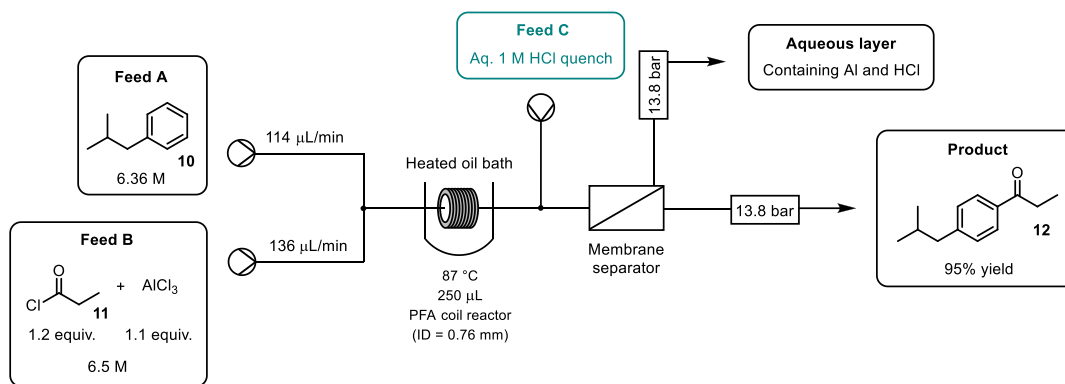 Feed A
10
6.36 M
114 μL/min
Feed B
O
Cl
11
+ AlCl3
1.2 equiv. 1.1 equiv.
6.5 M
136 μL/min
Heated oil bath
87 °C
250 μL
PFA coil reactor
(ID = 0.76 mm)
Feed C
Aq. 1 M HCl quench
Membrane
separator
13.8 bar
Aqueous layer
Containing Al and HCl
13.8 bar
Product
O
12
95% yield